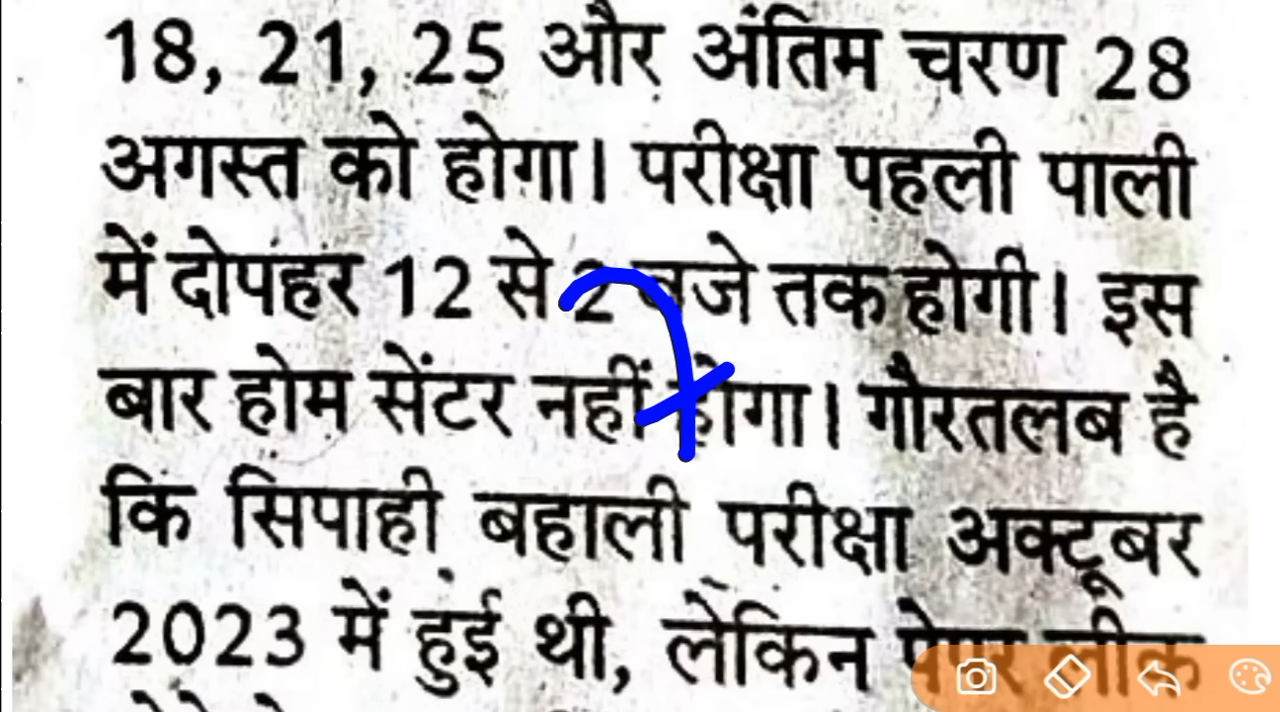 18, 21, 25 और अंतिम चरण 28
अगस्त को होगा। परीक्षा पहली पाली
में दोपहर 12 से 2 बजे तक होगी। इस
बार होम सेंटर नहीं होगा। गौरतलब है
कि सिपाही बहाली परीक्षा अक्टूबर
2023 में हुई थी, लेकिन पेपर लीक